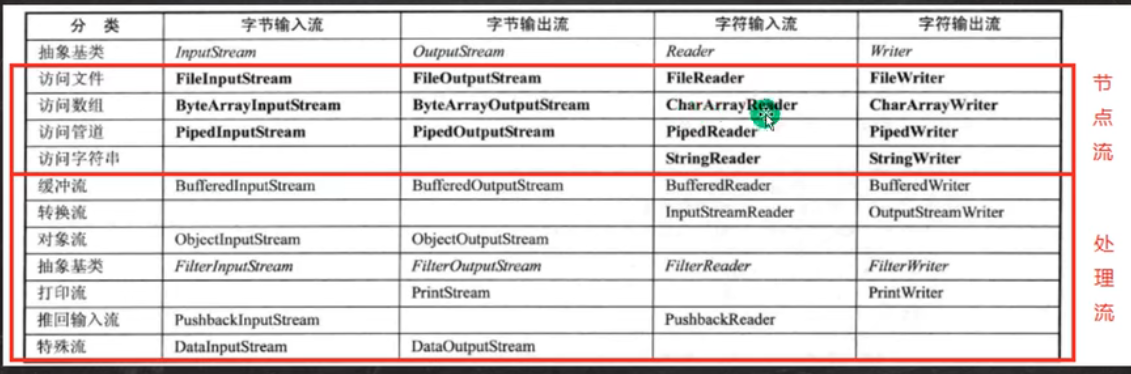 分 类 字节输入流 字节输出流 字符输入流 字符输出流
抽象基类 InputStream OutputStream Reader Writer
访问文件 FileInputStream FileOutputStream FileReader FileWriter
访问数组 ByteArrayInputStream ByteArrayOutputStream CharArrayReader CharArrayWriter
访问管道 PipedInputStream PipedOutputStream PipedReader PipedWriter
访问字符串 StringReader StringWriter
节点流
缓冲流 BufferedInputStream BufferedOutputStream BufferedReader BufferedWriter
转换流 InputStreamReader OutputStreamWriter
对象流 ObjectInputStream ObjectOutputStream
抽象基类 FilterInputStream FilterOutputStream FilterReader FilterWriter
打印流 PrintStream PrintWriter
推回输入流 PushbackInputStream PushbackReader
特殊流 DataInputStream DataOutputStream
处理流